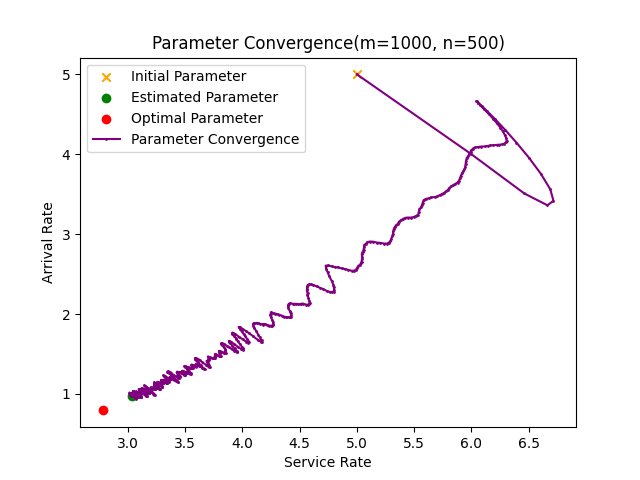 Parameter Convergence(m=1000, n=500)
Initial Parameter
Estimated Parameter
Optimal Parameter
Parameter Convergence
5
4
3
2
1
Arrival Rate
3.0 3.5 4.0 4.5 5.0 5.5 6.0 6.5
Service Rate